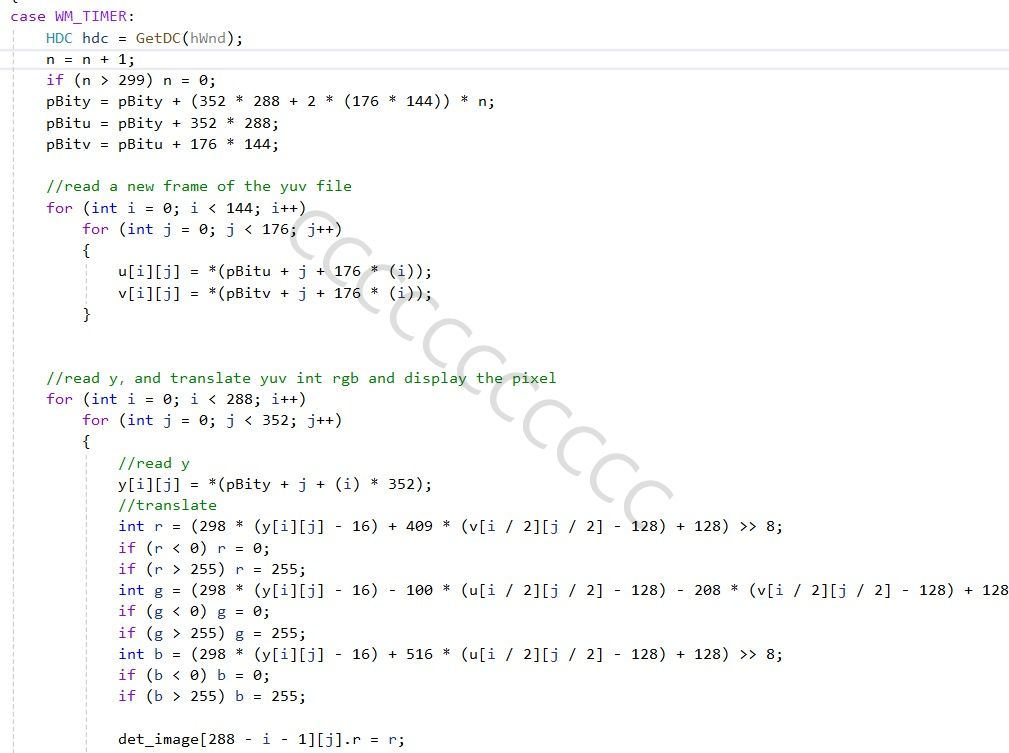 case WM_TIMER:
HDC hdc = GetDC(hWnd);
n = n + 1;
if (n > 299) n = 0;
pBity = pBity + (352 * 288 + 2 * (176 * 144)) * n;
pBitu = pBity + 352 * 288;
pBitv = pBitu + 176 * 144;
//read a new frame of the yuv file
for (int i = 0; i < 144; i++)
for (int j = 0; j < 176; j++)
{
u[i][j] = *(pBitu + j + 176 * (i));
v[i][j] = *(pBitv + j + 176 * (i));
}
//read y, and translate yuv int rgb and display the pixel
for (int i = 0; i < 288; i++)
for (int j = 0; j < 352; j++)
{
//read y
y[i][j] = *(pBity + j + (i) * 352);
//translate
int r = (298 * (y[i][j] - 16) + 409 * (v[i / 2][j / 2] - 128) + 128) >> 8;
if (r < 0) r = 0;
if (r > 255) r = 255;
int g = (298 * (y[i][j] - 16) - 100 * (u[i / 2][j / 2] - 128) - 208 * (v[i / 2][j / 2] - 128) + 128
if (g < 0) g = 0;
if (g > 255) g = 255;
int b = (298 * (y[i][j] - 16) + 516 * (u[i / 2][j / 2] - 128) + 128) >> 8;
if (b < 0) b = 0;
if (b > 255) b = 255;
det_image[288 - i - 1][j].r = r;
CCCCCCCCCCC